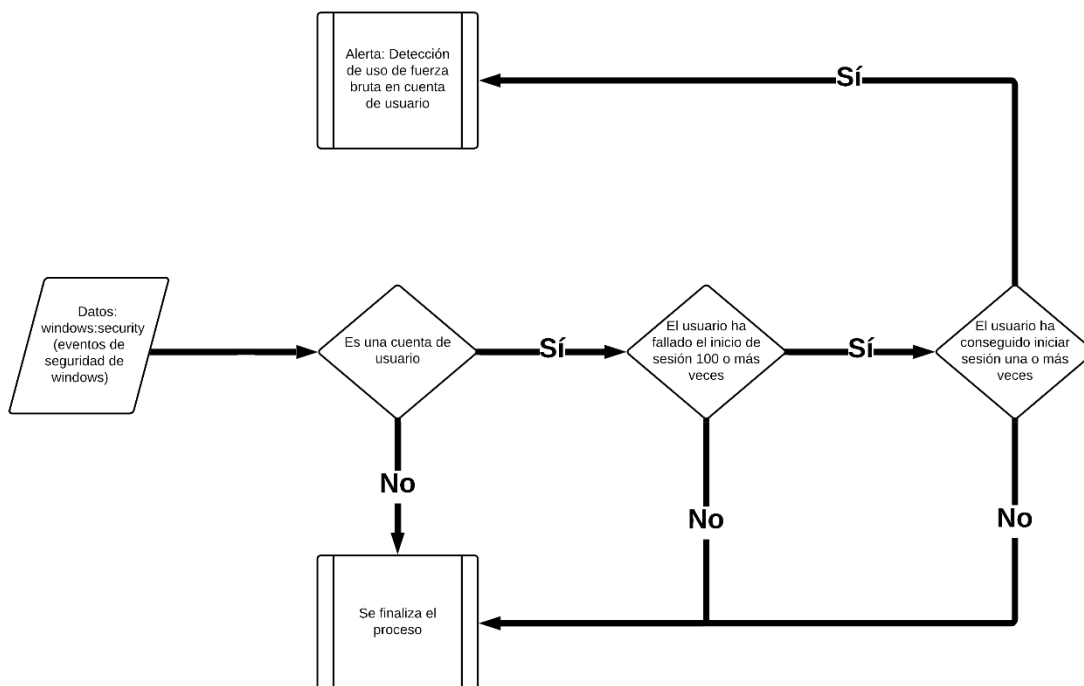 Alerta: Detección
de uso de fuerza
bruta en cuenta
de usuario
Sí
Datos:
windows:security
(eventos de
seguridad de
windows)
Es una cuenta de
usuario
Sí
El usuario ha
fallado el inicio de
sesión 100 o más
veces
Sí
El usuario ha
conseguido iniciar
sesión una o más
veces
No
No
No
Se finaliza el
proceso